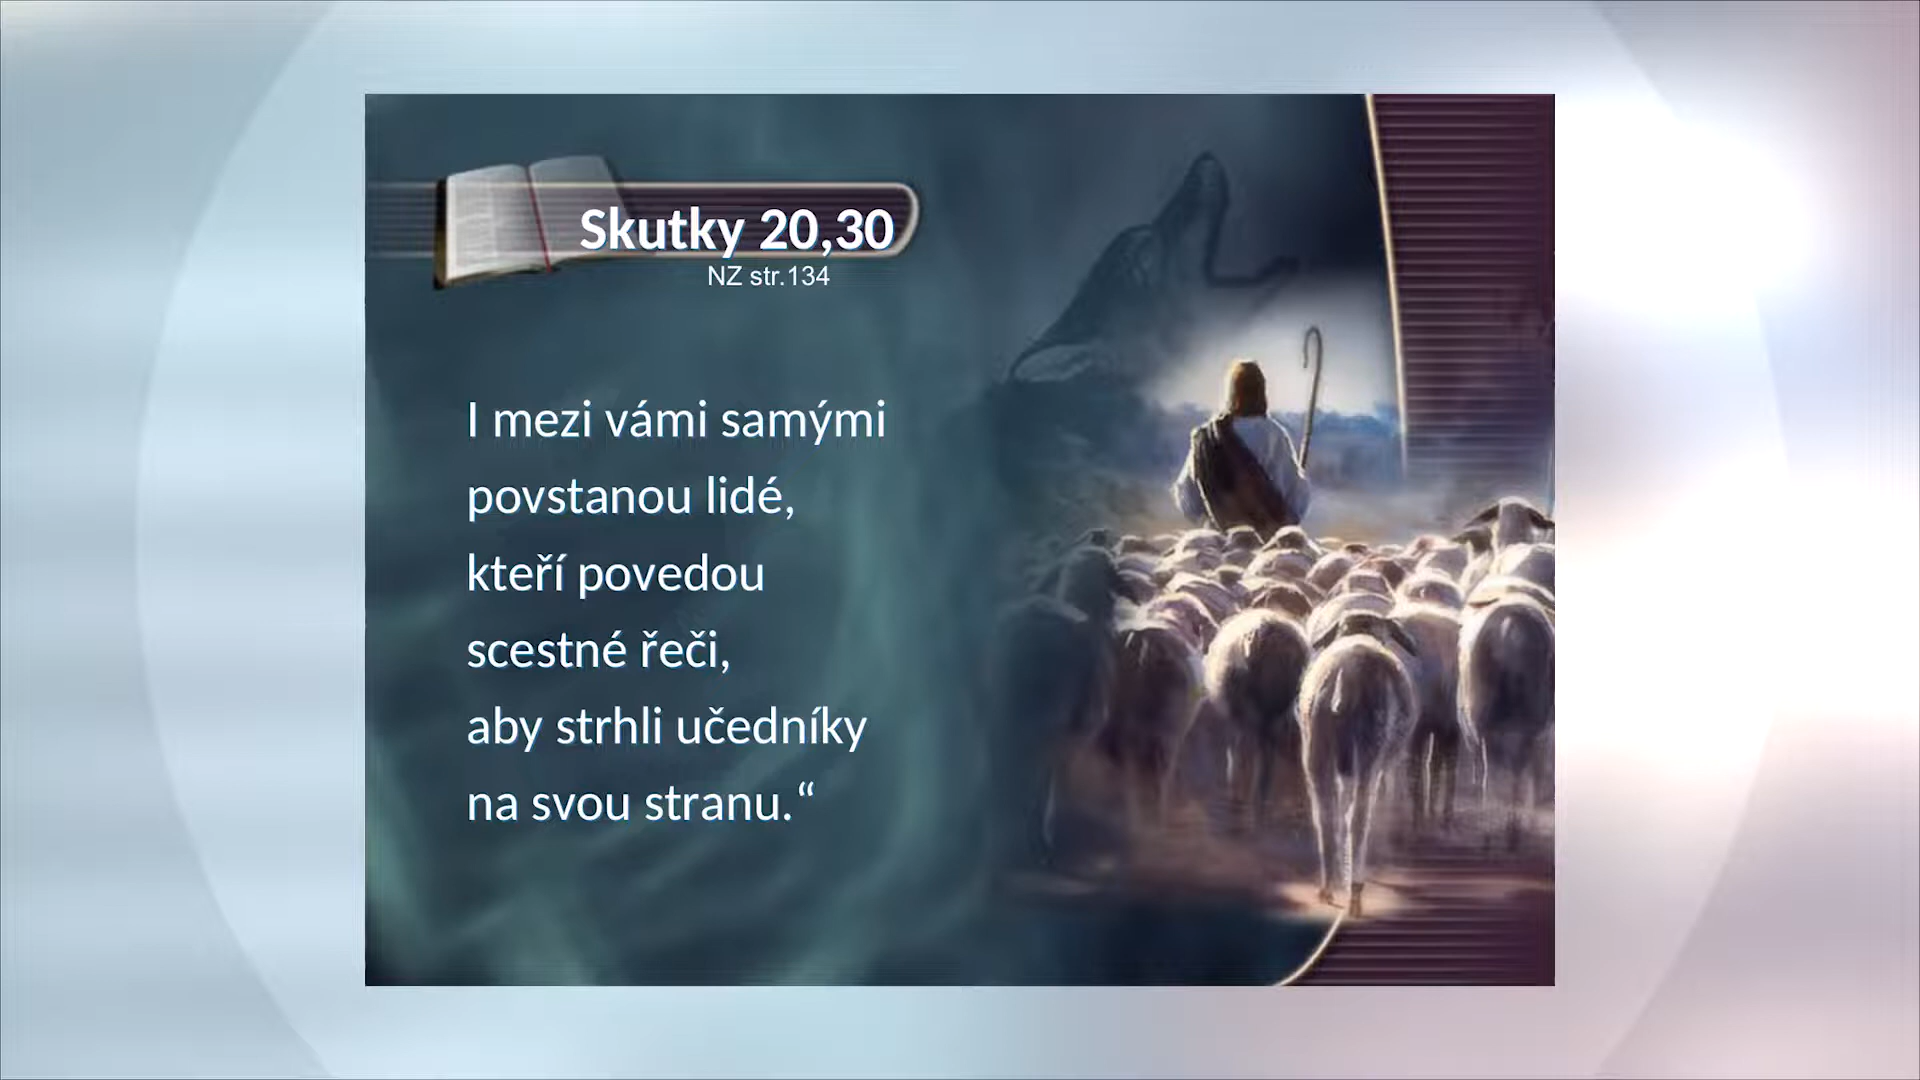 Skutky 20,30
NZ str.134
I mezi vámi samými
povstanou lidé,
kteří povedou
scestné řeči,
aby strhli učedníky
na svou stranu.“